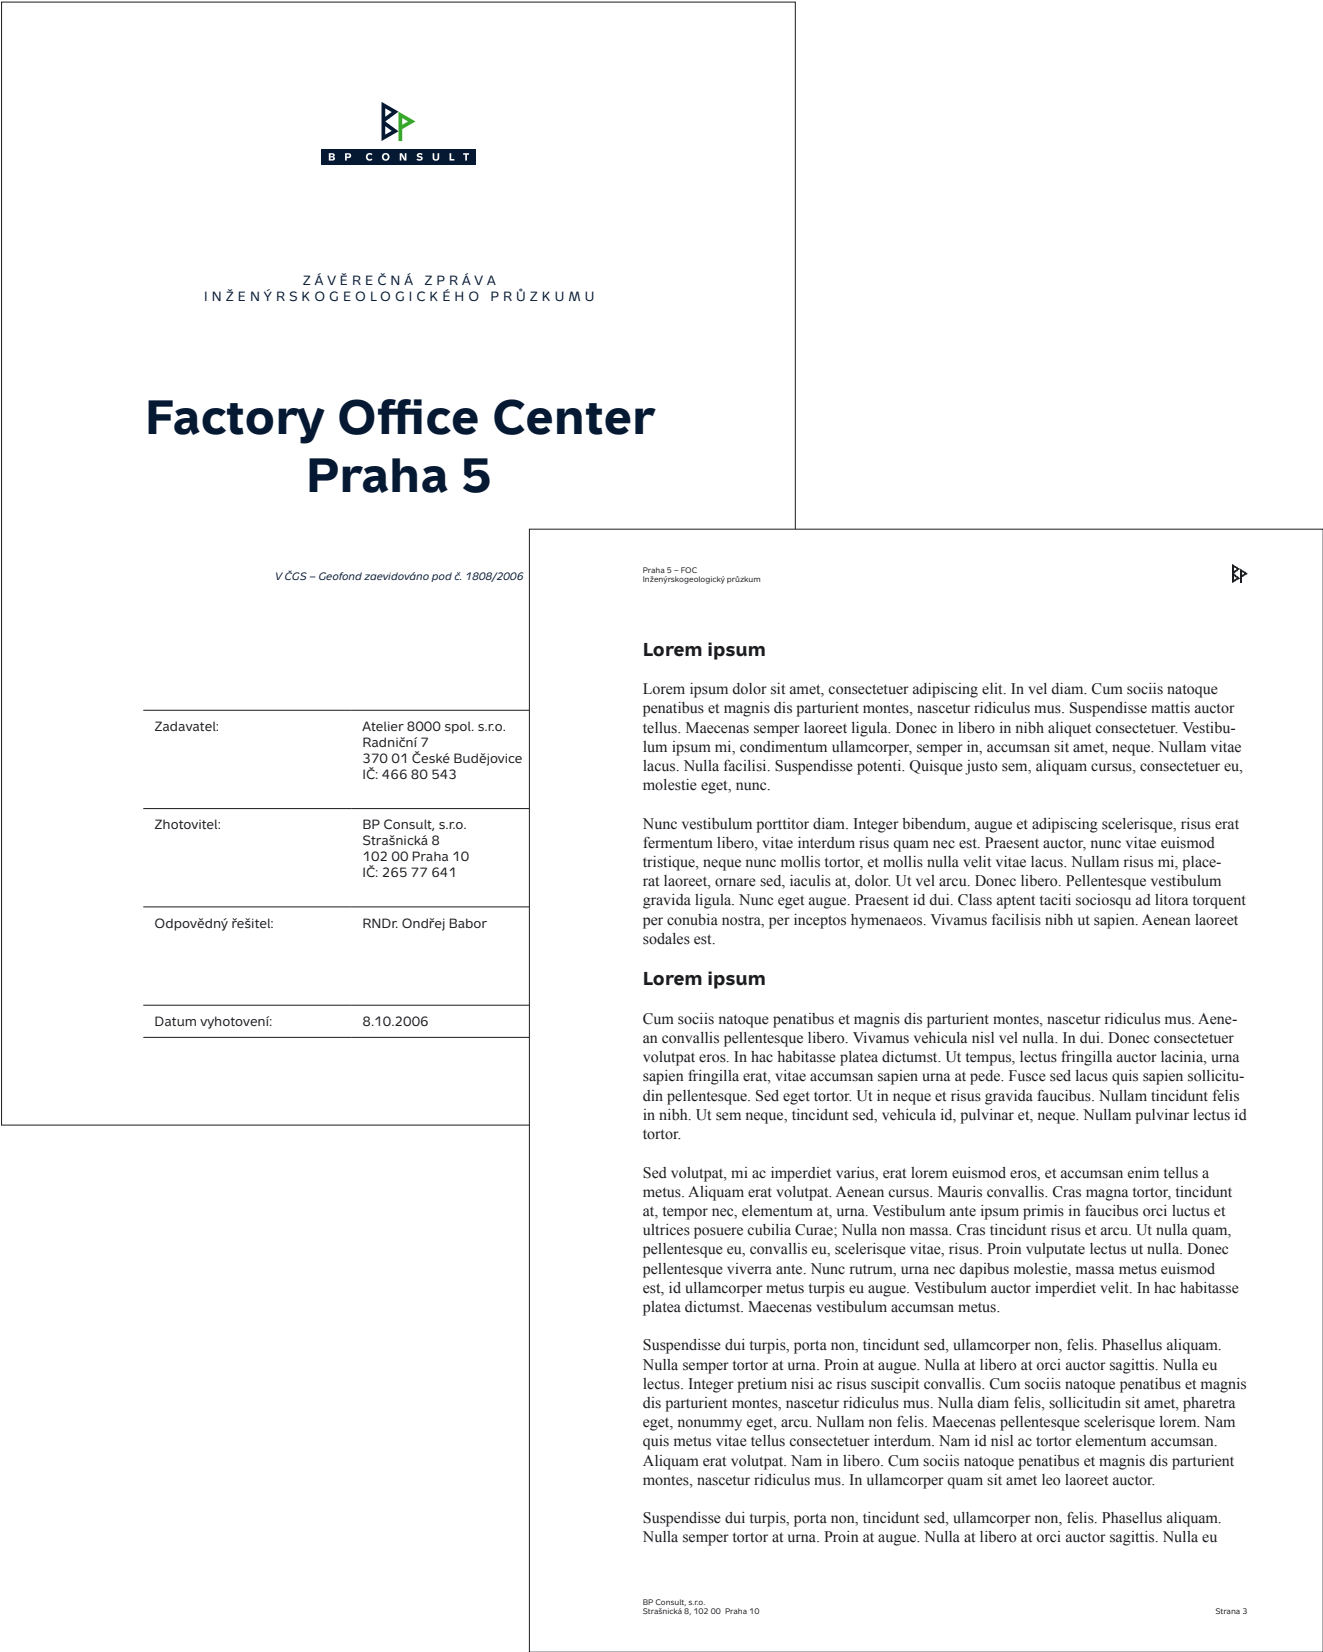 BP CONSULT
ZÁVĚREČNÁ ZPRÁVA
INŽENÝRSKOGEOLOGICKÉHO PRŮZKUMU
Factory Office Center
Praha 5
V ČGS – Geofond zaevidováno pod č. 1808/2006
Zadavatel:
Atelier 8000 spol. s.r.o.
Radniční 7
370 01 České Budějovice
IČ: 466 80 543
Zhotovitel:
BP Consult, s.r.o.
Strašnická 8
102 00 Praha 10
IČ: 265 77 641
Odpovědný řešitel:
RNDr. Ondřej Babor
Datum vyhotovení:
8.10.2006
Praha 5 – FOC
Inženýrskogeologický průzkum
BP
Lorem ipsum
Lorem ipsum dolor sit amet, consectetuer adipiscing elit. In vel diam. Cum sociis natoque
penatibus et magnis dis parturient montes, nascetur ridiculus mus. Suspendisse mattis auctor
tellus. Maecenas semper laoreet ligula. Donec in libero in nibh aliquet consectetuer. Vestibu-
lum ipsum mi, condimentum ullamcorper, semper in, accumsan sit amet, neque. Nullam vitae
lacus. Nulla facilisi. Suspendisse potenti. Quisque justo sem, aliquam cursus, consectetuer eu,
molestie eget, nunc.
Nunc vestibulum porttitor diam. Integer bibendum, augue et adipiscing scelerisque, risus erat
fermentum libero, vitae interdum risus quam nec est. Praesent auctor, nunc vitae euismod
tristique, neque nunc mollis tortor, et mollis nulla velit vitae lacus. Nullam risus mi, place-
rat laoreet, ornare sed, iaculis at, dolor. Ut vel arcu. Donec libero. Pellentesque vestibulum
gravida ligula. Nunc eget augue. Praesent id dui. Class aptent taciti sociosqu ad litora torquent
per conubia nostra, per inceptos hymenaeos. Vivamus facilisis nibh ut sapien. Aenean laoreet
sodales est.
Lorem ipsum
Cum sociis natoque penatibus et magnis dis parturient montes, nascetur ridiculus mus. Aene-
an convallis pellentesque libero. Vivamus vehicula nisl vel nulla. In dui. Donec consectetuer
volutpat eros. In hac habitasse platea dictumst. Ut tempus, lectus fringilla auctor lacinia, urna
sapien fringilla erat, vitae accumsan sapien urna at pede. Fusce sed lacus quis sapien sollicitu-
din pellentesque. Sed eget tortor. Ut in neque et risus gravida faucibus. Nullam tincidunt felis
in nibh. Ut sem neque, tincidunt sed, vehicula id, pulvinar et, neque. Nullam pulvinar lectus id
tortor.
Sed volutpat, mi ac imperdiet varius, erat lorem euismod eros, et accumsan enim tellus a
metus. Aliquam erat volutpat. Aenean cursus. Mauris convallis. Cras magna tortor, tincidunt
at, tempor nec, elementum at, urna. Vestibulum ante ipsum primis in faucibus orci luctus et
ultrices posuere cubilia Curae; Nulla non massa. Cras tincidunt risus et arcu. Ut nulla quam,
pellentesque eu, convallis eu, scelerisque vitae, risus. Proin vulputate lectus ut nulla. Donec
pellentesque viverra ante. Nunc rutrum, urna nec dapibus molestie, massa metus euismod
est, id ullamcorper metus turpis eu augue. Vestibulum auctor imperdiet velit. In hac habitasse
platea dictumst. Maecenas vestibulum accumsan metus.
Suspendisse dui turpis, porta non, tincidunt sed, ullamcorper non, felis. Phasellus aliquam.
Nulla semper tortor at urna. Proin at augue. Nulla at libero at orci auctor sagittis. Nulla eu
lectus. Integer pretium nisi ac risus suscipit convallis. Cum sociis natoque penatibus et magnis
dis parturient montes, nascetur ridiculus mus. Nulla diam felis, sollicitudin sit amet, pharetra
eget, nonummy eget, arcu. Nullam non felis. Maecenas pellentesque scelerisque lorem. Nam
quis metus vitae tellus consectetuer interdum. Nam id nisl ac tortor elementum accumsan.
Aliquam erat volutpat. Nam in libero. Cum sociis natoque penatibus et magnis dis parturient
montes, nascetur ridiculus mus. In ullamcorper quam sit amet leo laoreet auctor.
Suspendisse dui turpis, porta non, tincidunt sed, ullamcorper non, felis. Phasellus aliquam.
Nulla semper tortor at urna. Proin at augue. Nulla at libero at orci auctor sagittis. Nulla eu
BP Consult, s.r.o.
Strašnická 8, 102 00 Praha 10
Strana 3